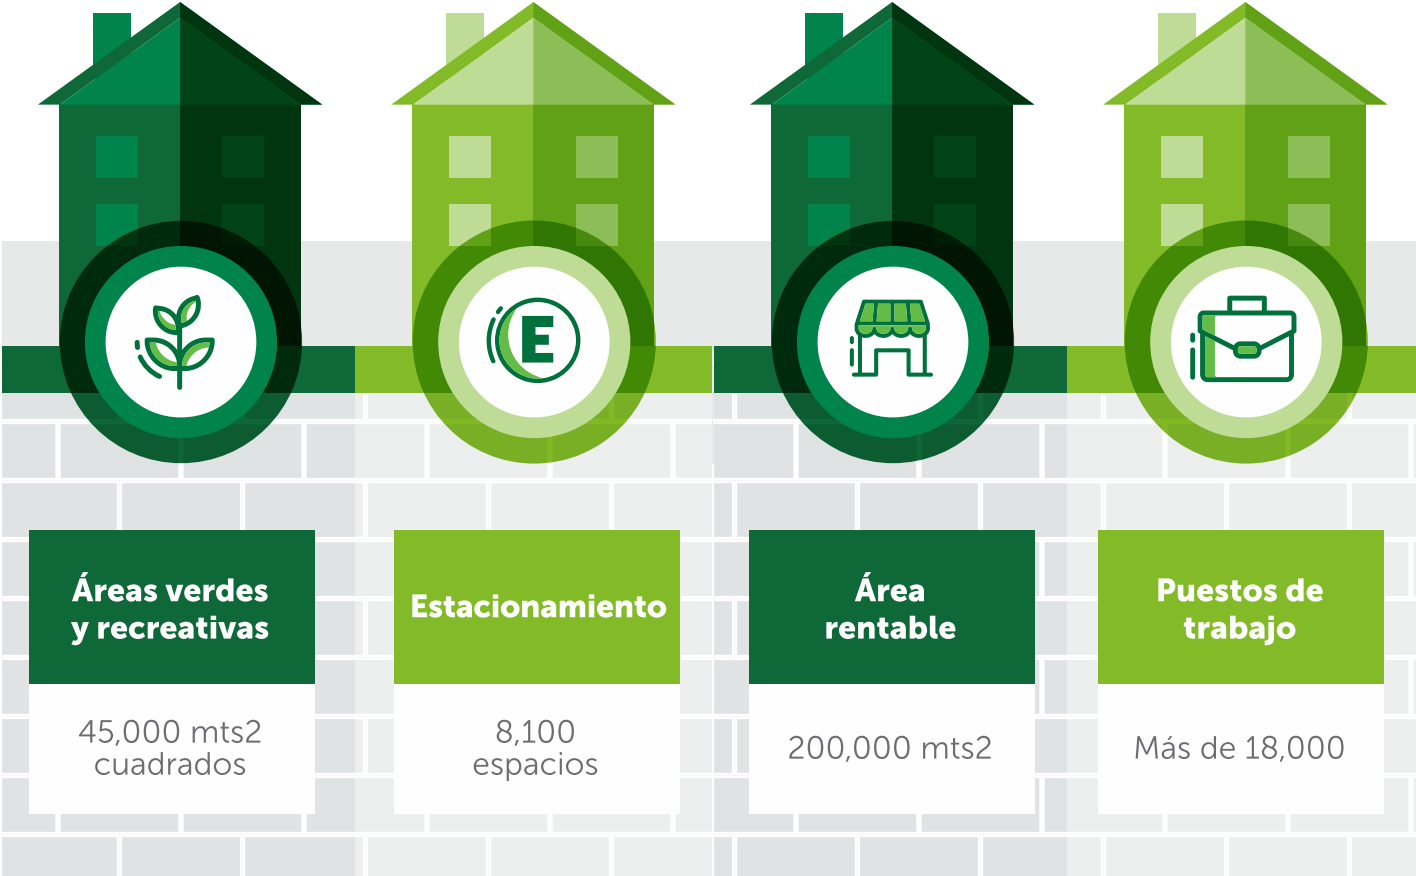 E
Áreas verdes
y recreativas
45,000 mts2
cuadrados
Estacionamiento
8,100
espacios
Área
rentable
200,000 mts2
Puestos de
trabajo
Más de 18,000